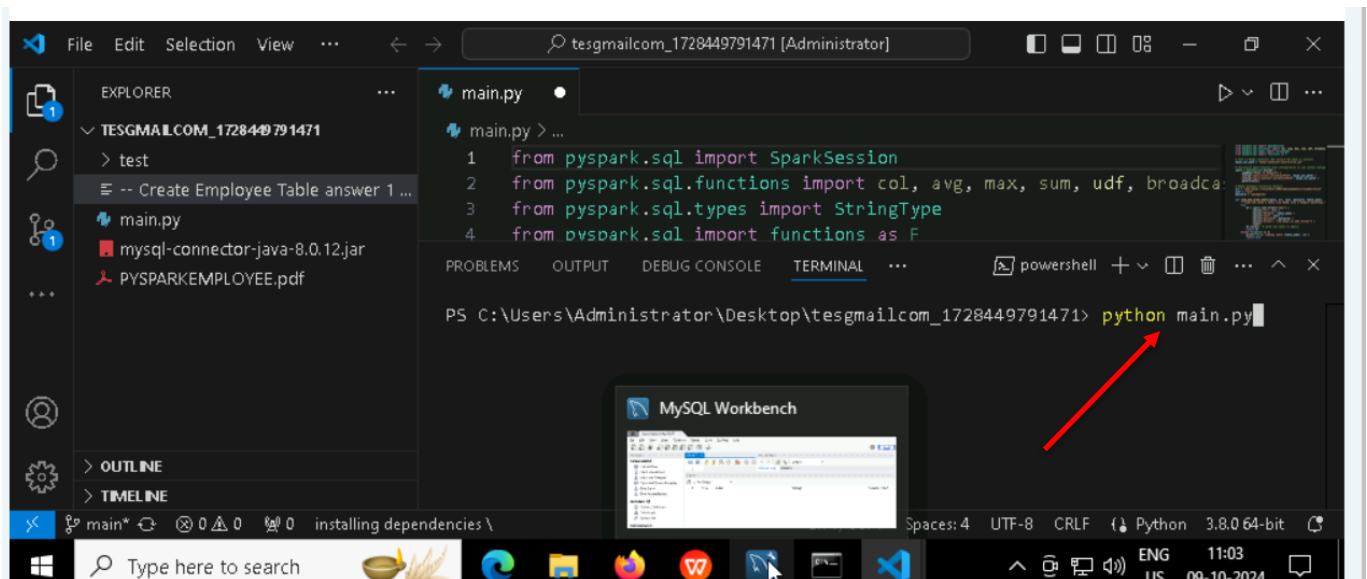 File Edit Selection View ··· tesgmailcom_1728449791471 [Administrator]
EXPLORER ···
TESGMAILCOM_1728449791471
test
-- Create Employee Table answer 1 ...
main.py
mysql-connector-java-8.0.12.jar
PYSPARKEMPLOYEE.pdf
OUTLINE
TIMELINE
main.py
main.py > ...
1 from pyspark.sql import SparkSession
2 from pyspark.sql.functions import col, avg, max, sum, udf, broadca
3 from pyspark.sql.types import StringType
4 from pyspark.sql import functions as F
PROBLEMS OUTPUT DEBUG CONSOLE TERMINAL ··· powershell
PS C:\Users\Administrator\Desktop\tesgmailcom_1728449791471> python main.py
MySQL Workbench
main* 0 0 0 installing dependencies \ Spaces: 4 UTF-8 CRLF Python 3.8.0 64-bit
Type here to search ENG 11:03
US 09-10-2024